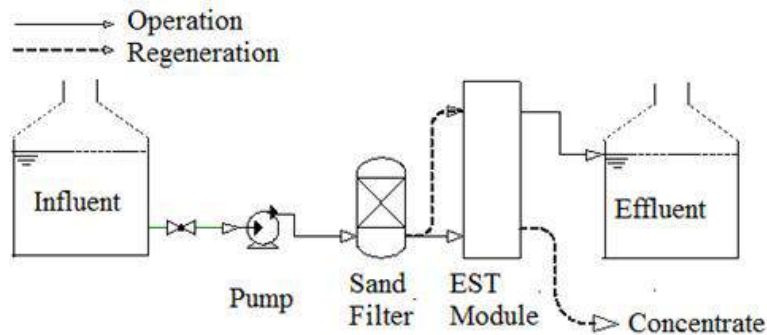 Operation
Regeneration
Influent
Effluent
Pump
Sand
Filter
EST
Module
Concentrate